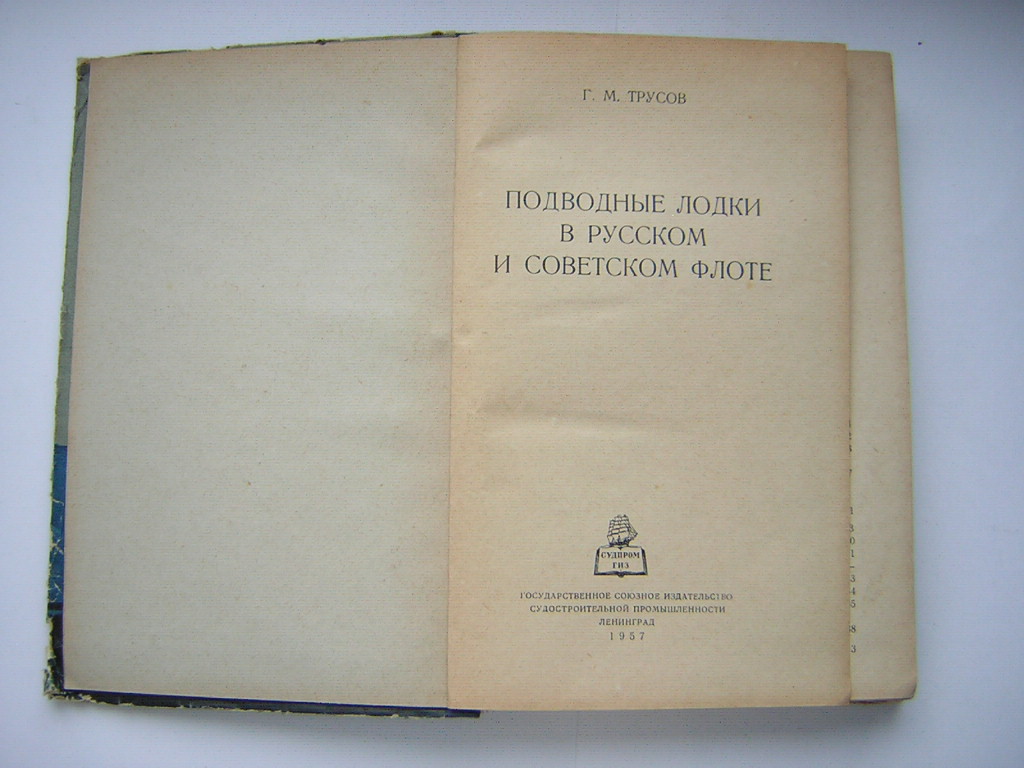 Г. М. ТРУСОВ
ПОДВОДНЫЕ ЛОДКИ
В РУССКОМ
И СОВЕТСКОМ ФЛОТЕ
СУДПРОМ
ГИЗ
ГОСУДАРСТВЕННОЕ СОЮЗНОЕ ИЗДАТЕЛЬСТВО
СУДОСТРОИТЕЛЬНОЙ ПРОМЫШЛЕННОСТИ
ЛЕНИНГРАД
1957